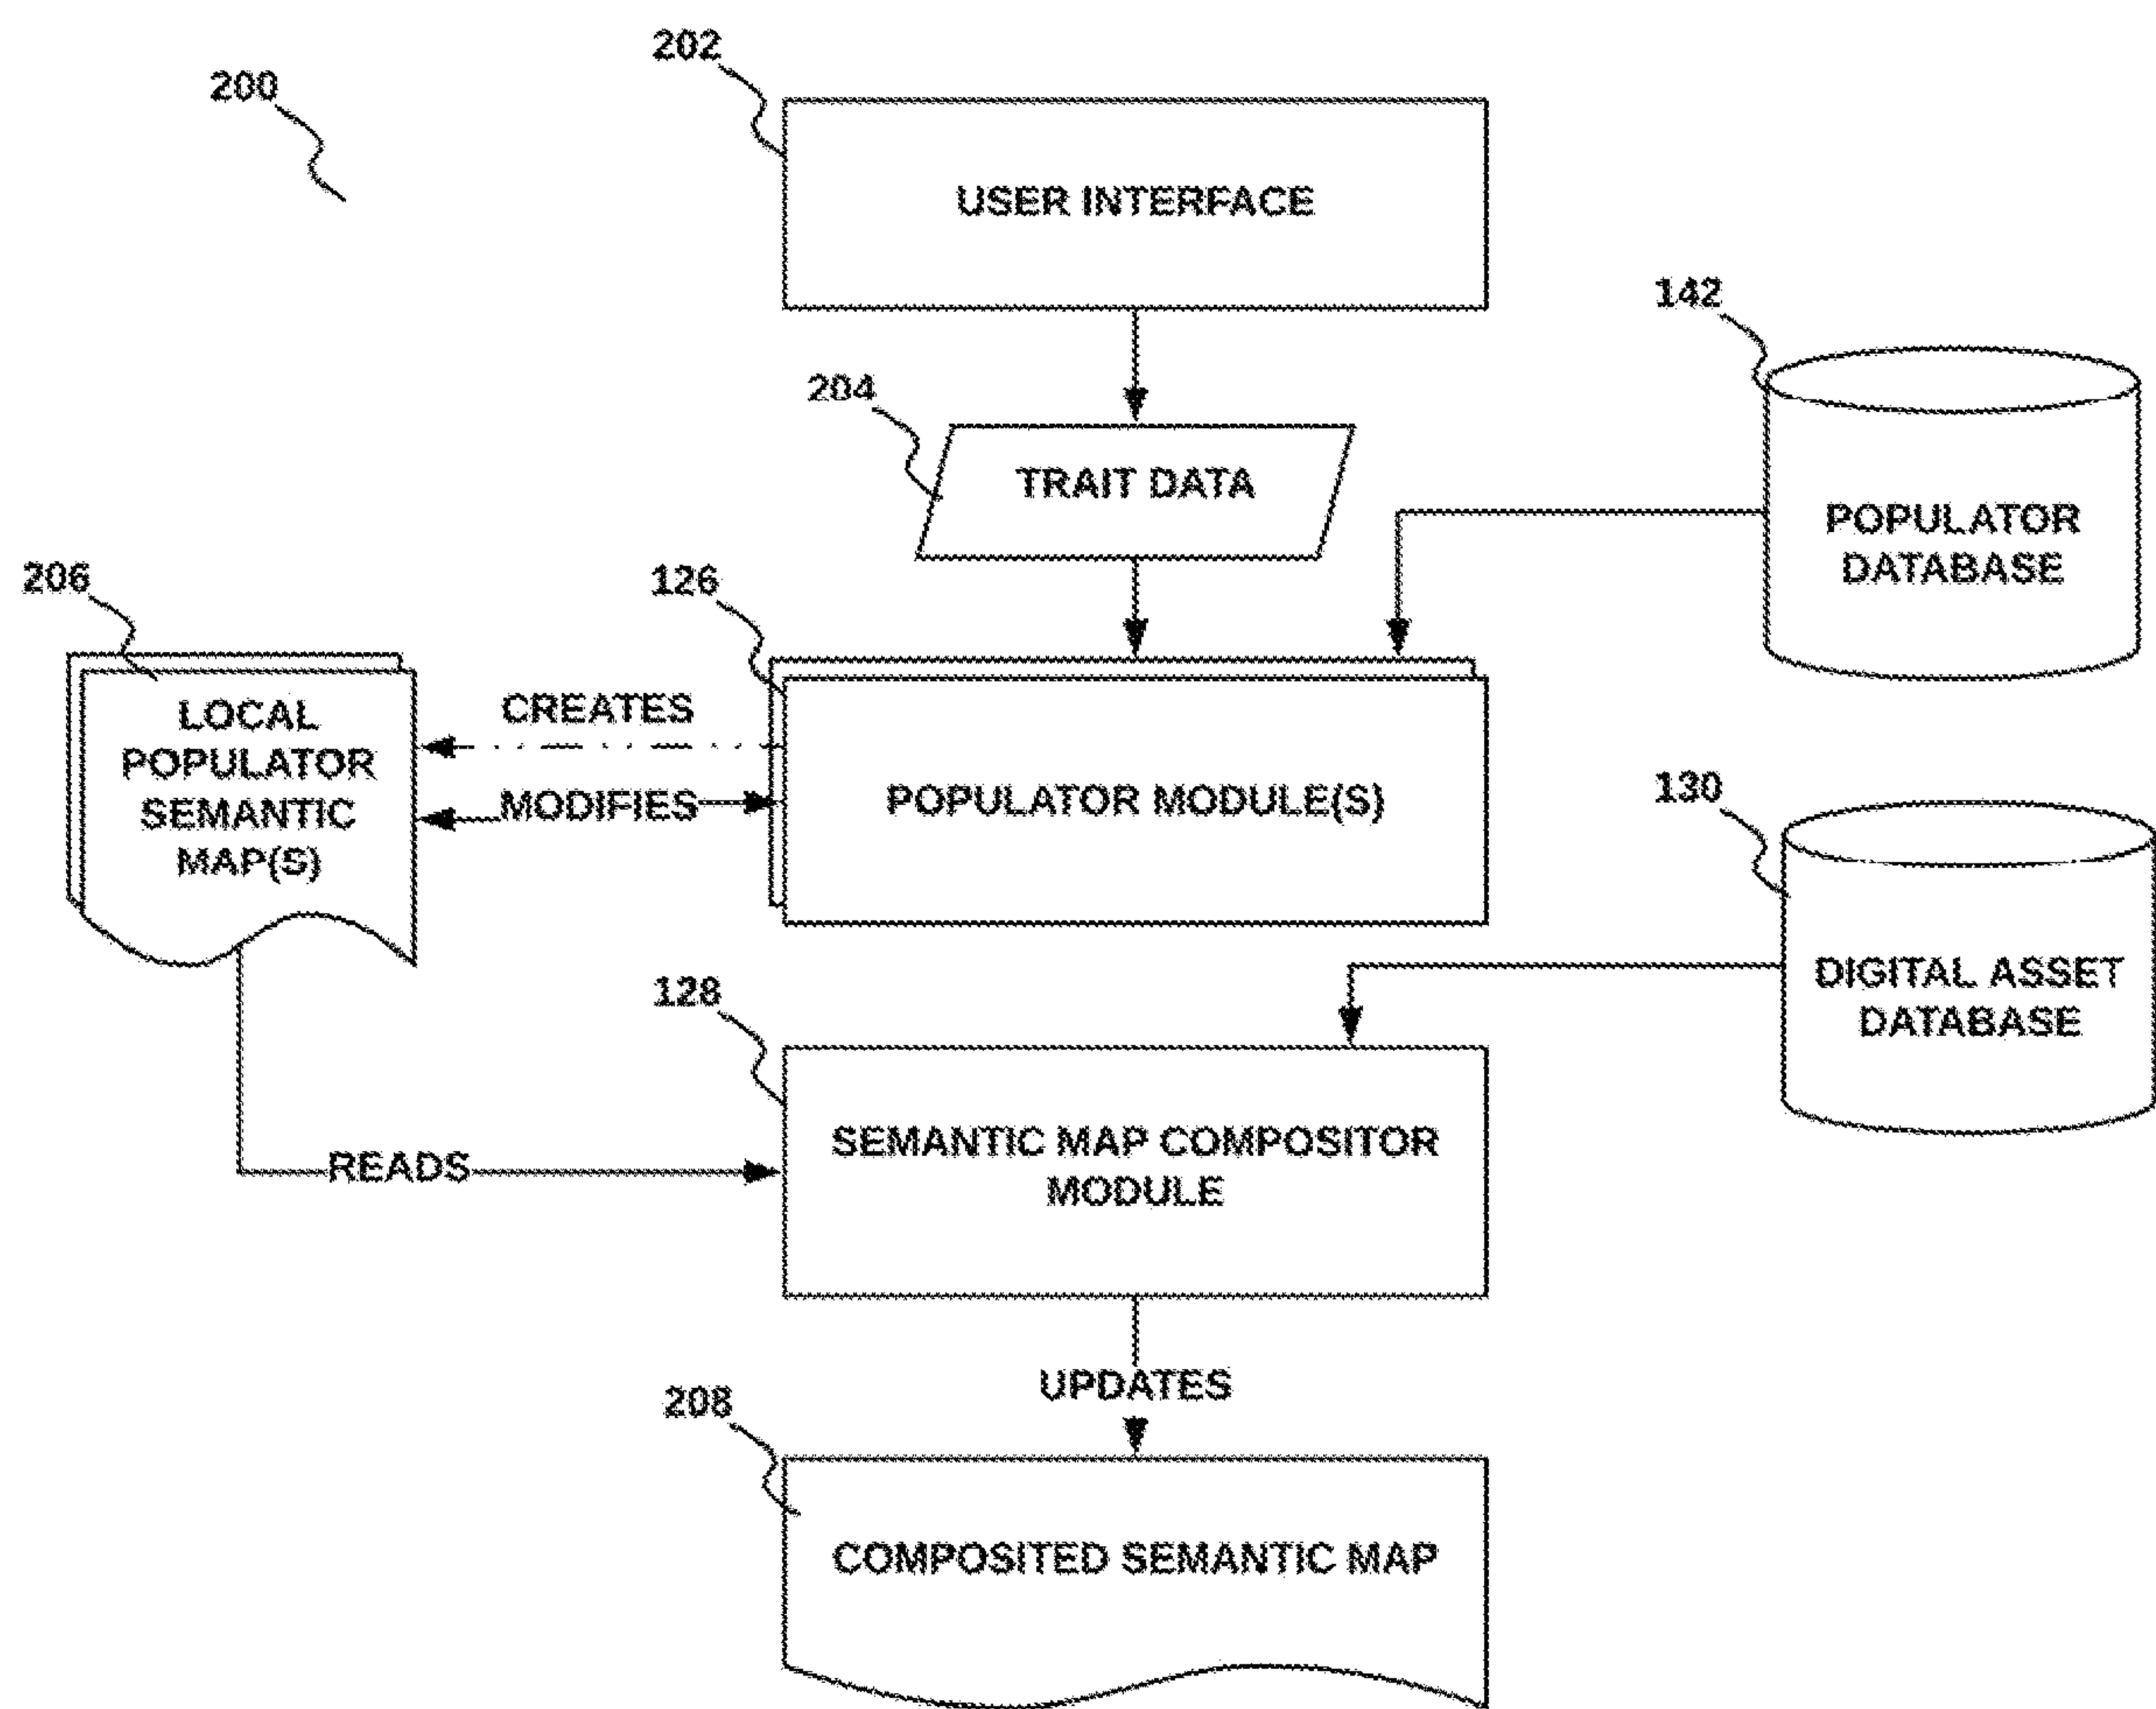 202
200
USER INTERFACE
142
204
TRAIT DATA
POPULATOR
DATABASE
206
126
LOCAL
POPULATOR
SEMANTIC
MAP(S)
CREATES
MODIFIES
POPULATOR MODULE(S)
130
DIGITAL ASSET
DATABASE
128
SEMANTIC MAP COMPOSITOR
MODULE
READS
UPDATES
208
COMPOSITED SEMANTIC MAP